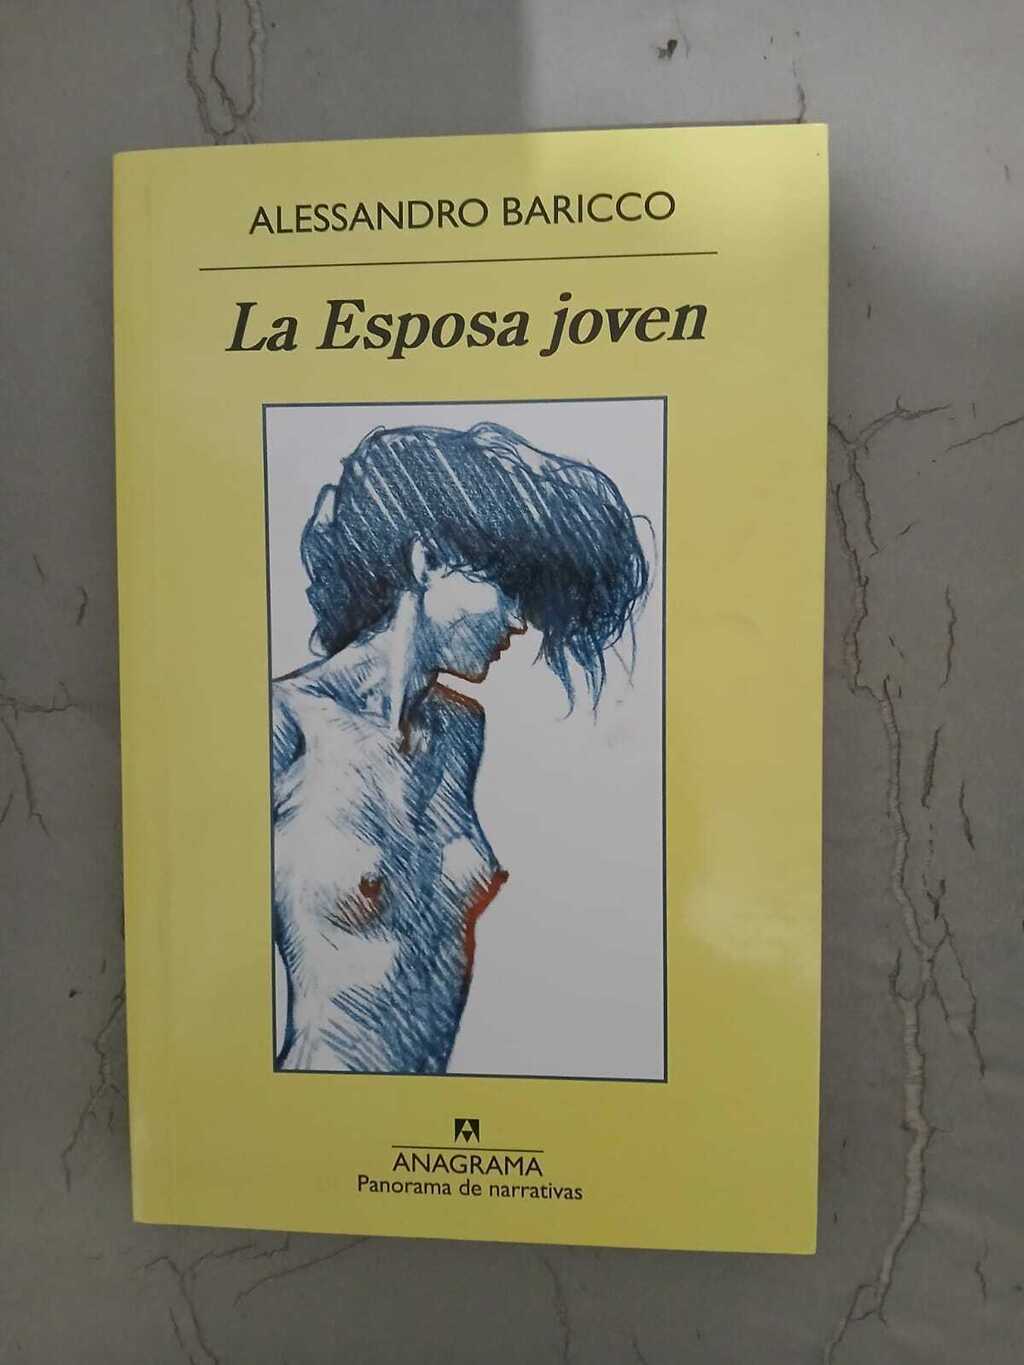 ALESSANDRO BARICCO
La Esposa joven
ANAGRAMA
Panorama de narrativas